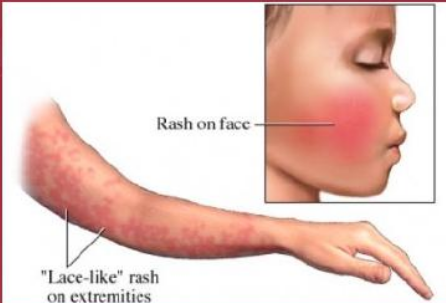 Rash on face
"Lace-like" rash
on extremities